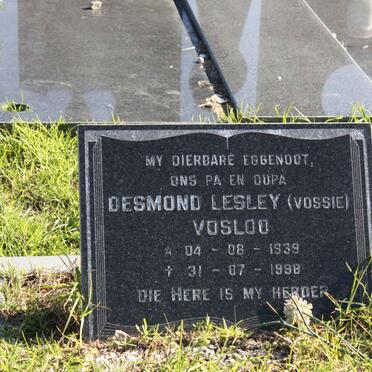 MY DIERBARE EGGENOOT,
ONS PA EN OUPA
DESMOND LESLEY (VOSSIE)
VOSLOO
* 04 - 08 - 1939
† 31 - 07 - 1998
DIE HERE IS MY HERDER